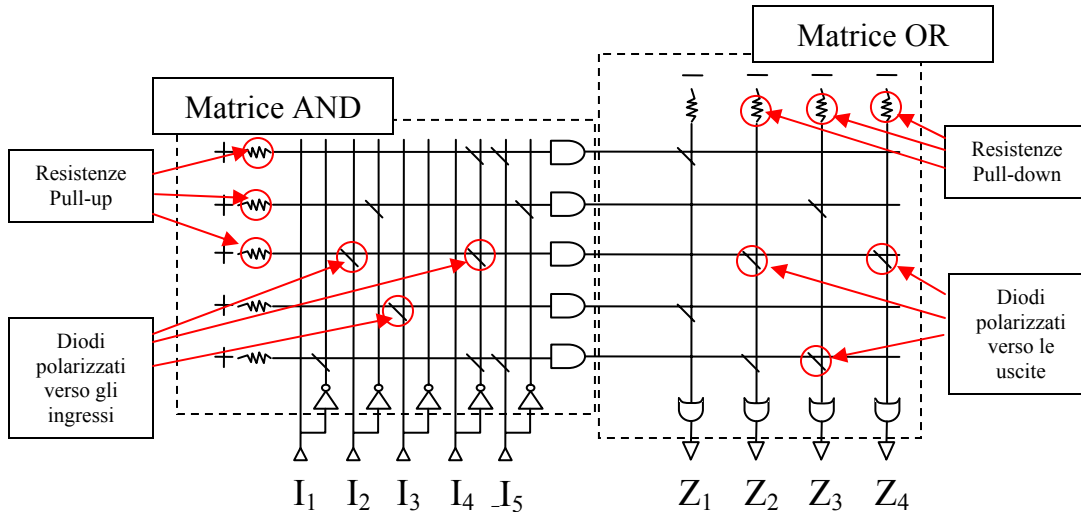 Matrice OR
Matrice AND
Resistenze
Pull-up
Resistenze
Pull-down
Diodi
polarizzati
verso gli
ingressi
Diodi
polarizzati
verso le
uscite
I1 I2 I3 I4 I5 Z1 Z2 Z3 Z4